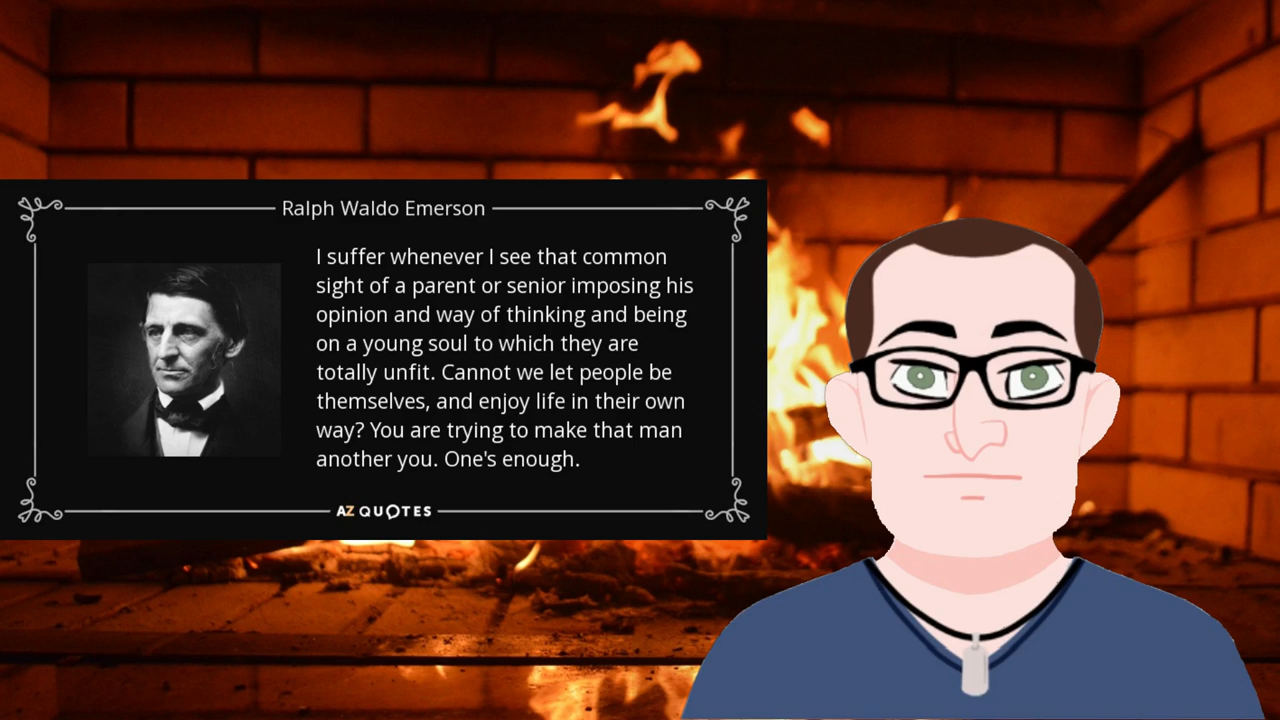 Ralph Waldo Emerson
I suffer whenever I see that common
sight of a parent or senior imposing his
opinion and way of thinking and being
on a young soul to which they are
totally unfit. Cannot we let people be
themselves, and enjoy life in their own
way? You are trying to make that man
another you. One's enough.
AZ QUOTES